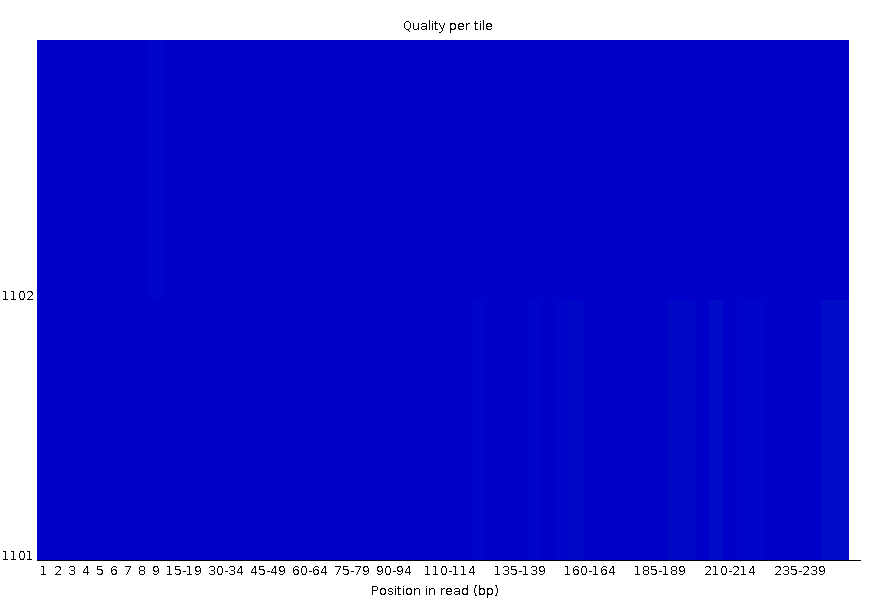 Quality per tile
1102
1101
1 2 3 4 5 6 7 8 9 15-19 30-34 45-49 60-64 75-79 90-94 110-114 135-139 160-164 185-189 210-214 235-239
Position in read (bp)